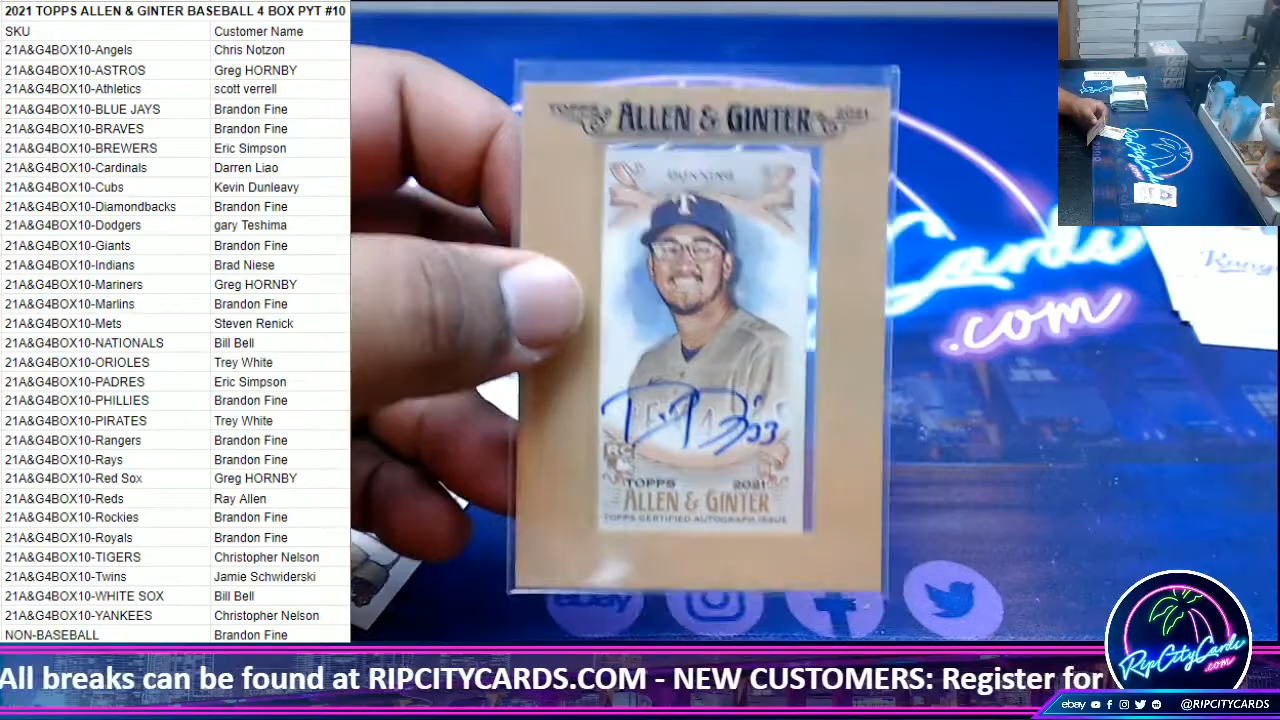 2021 TOPPS ALLEN & GINTER BASEBALL 4 BOX PYT #10
SKU Customer Name
21A&G4BOX10-Angels Chris Notzon
21A&G4BOX10-ASTROS Greg HORNBY
21A&G4BOX10-Athletics scott verrell
21A&G4BOX10-BLUE JAYS Brandon Fine
21A&G4BOX10-BRAVES Brandon Fine
21A&G4BOX10-BREWERS Eric Simpson
21A&G4BOX10-Cardinals Darren Liao
21A&G4BOX10-Cubs Kevin Dunleavy
21A&G4BOX10-Diamondbacks Brandon Fine
21A&G4BOX10-Dodgers gary Teshima
21A&G4BOX10-Giants Brandon Fine
21A&G4BOX10-Indians Brad Niese
21A&G4BOX10-Mariners Greg HORNBY
21A&G4BOX10-Marlins Brandon Fine
21A&G4BOX10-Mets Steven Renick
21A&G4BOX10-NATIONALS Bill Bell
21A&G4BOX10-ORIOLES Trey White
21A&G4BOX10-PADRES Eric Simpson
21A&G4BOX10-PHILLIES Brandon Fine
21A&G4BOX10-PIRATES Trey White
21A&G4BOX10-Rangers Brandon Fine
21A&G4BOX10-Rays Brandon Fine
21A&G4BOX10-Red Sox Greg HORNBY
21A&G4BOX10-Reds Ray Allen
21A&G4BOX10-Rockies Brandon Fine
21A&G4BOX10-Royals Brandon Fine
21A&G4BOX10-TIGERS Christopher Nelson
21A&G4BOX10-Twins Jamie Schwiderski
21A&G4BOX10-WHITE SOX Bill Bell
21A&G4BOX10-YANKEES Christopher Nelson
NON-BASEBALL Brandon Fine
TOPPS ALLEN & GINTER 2021
DUNNING
T
RC
TOPPS 2021
ALLEN & GINTER
TOPPS CERTIFIED AUTOGRAPH ISSUE
Cards
.com
ebay
RipCityCards
.com
All breaks can be found at RIPCITYCARDS.COM - NEW CUSTOMERS: Register for
ebay @RIPCITYCARDS